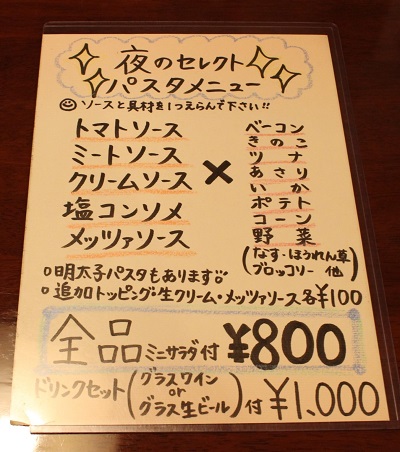 夜のセレクト
パスタメニュー
ソースと具材を1つえらんで下さい!!
トマトソース
ミートソース
クリームソース
塩コンソメ
メッツァソース
×
ベーコン
きのこ
ツナ
あさり
いか
ポテト
コーン
野菜
(なす・ほうれん草
ブロッコリー 他)
○明太子パスタもあります♪
○追加トッピング・生クリーム・メッツァソース各¥100
全品 ミニサラダ付 ¥800
ドリンクセット(グラスワイン or グラス生ビール)付 ¥1,000